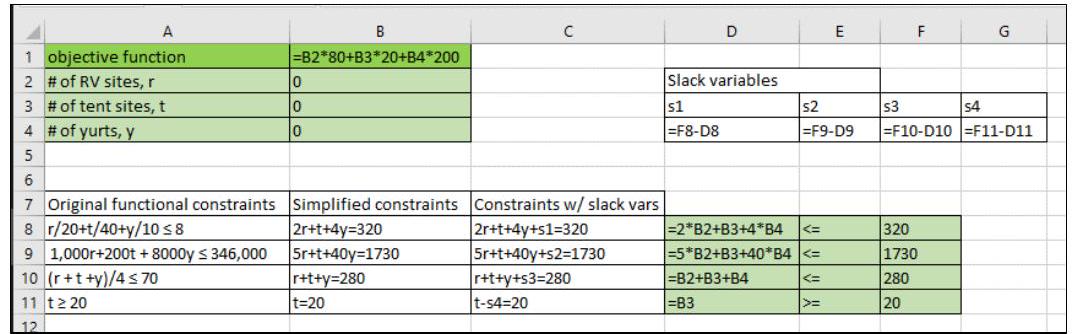 A B C D E F G
1 objective function =B2*80+B3*20+B4*200
2 # of RV sites, r 0 Slack variables
3 # of tent sites, t 0 s1 s2 s3 s4
4 # of yurts, y 0 =F8-D8 =F9-D9 =F10-D10 =F11-D11
5
6
7 Original functional constraints Simplified constraints Constraints w/ slack vars
8 r/20+t/40+y/10 ≤ 8 2r+t+4y=320 2r+t+4y+s1=320 =2*B2+B3+4*B4 <= 320
9 1,000r+200t + 8000y ≤ 346,000 5r+t+40y=1730 5r+t+40y+s2=1730 =5*B2+B3+40*B4 <= 1730
10 (r + t +y)/4 ≤ 70 r+t+y=280 r+t+y+s3=280 =B2+B3+B4 <= 280
11 t ≥ 20 t=20 t-s4=20 =B3 >= 20
12